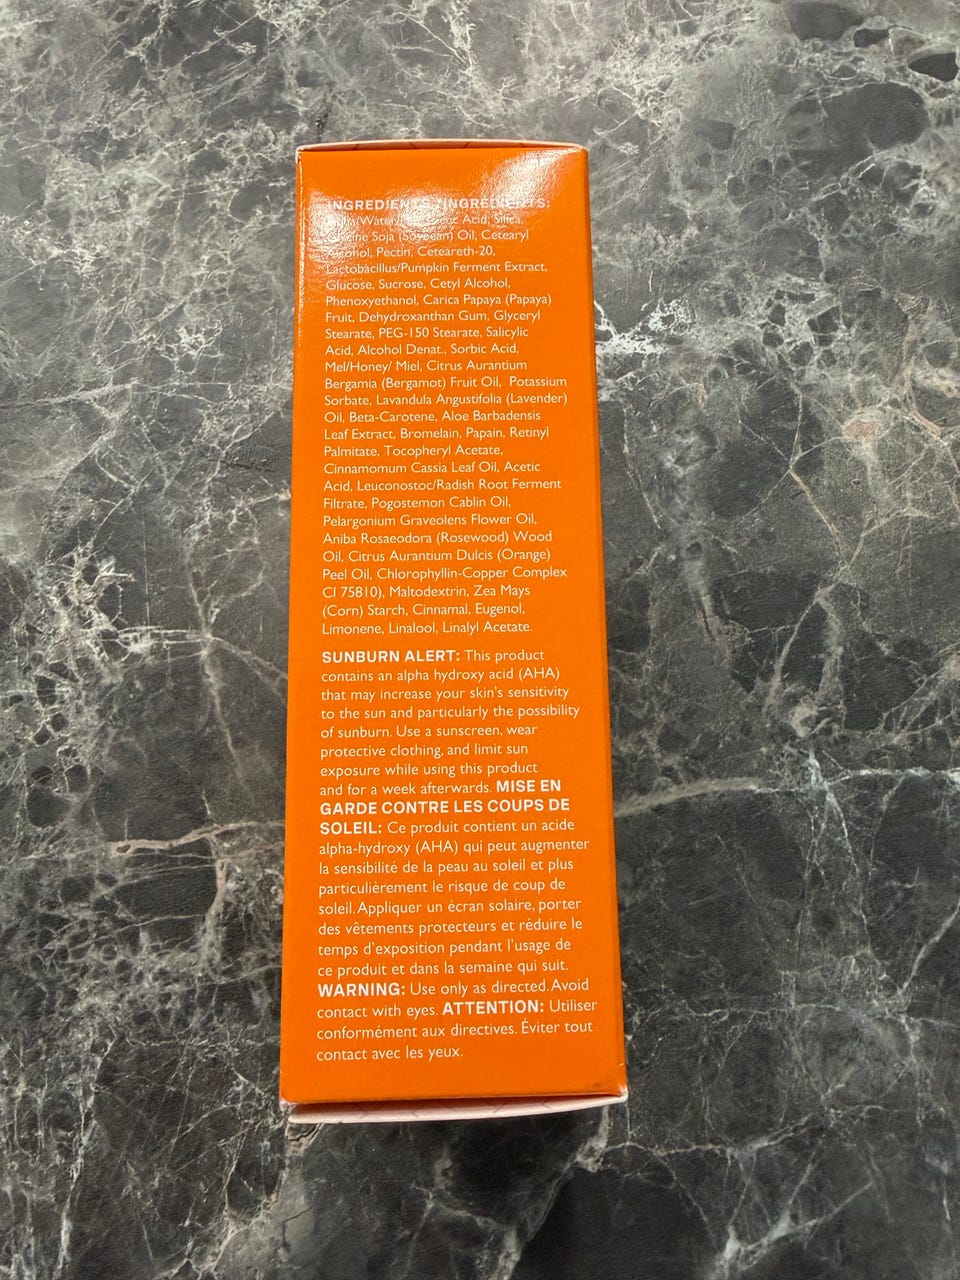 INGREDIENTS / INGRÉDIENTS:
Acid, Silica,
Glycine Soja (Soybean) Oil, Cetearyl
Alcohol, Pectin, Ceteareth-20,
Lactobacillus/Pumpkin Ferment Extract,
Glucose, Sucrose, Cetyl Alcohol,
Phenoxyethanol, Carica Papaya (Papaya)
Fruit, Dehydroxanthan Gum, Glyceryl
Stearate, PEG-150 Stearate, Salicylic
Acid, Alcohol Denat., Sorbic Acid,
Mel/Honey/ Miel, Citrus Aurantium
Bergamia (Bergamot) Fruit Oil, Potassium
Sorbate, Lavandula Angustifolia (Lavender)
Oil, Beta-Carotene, Aloe Barbadensis
Leaf Extract, Bromelain, Papain, Retinyl
Palmitate, Tocopheryl Acetate,
Cinnamomum Cassia Leaf Oil, Acetic
Acid, Leuconostoc/Radish Root Ferment
Filtrate, Pogostemon Cablin Oil,
Pelargonium Graveolens Flower Oil,
Aniba Rosaeodora (Rosewood) Wood
Oil, Citrus Aurantium Dulcis (Orange)
Peel Oil, Chlorophyllin-Copper Complex
CI 75810), Maltodextrin, Zea Mays
(Corn) Starch, Cinnamal, Eugenol,
Limonene, Linalool, Linalyl Acetate.
SUNBURN ALERT: This product
contains an alpha hydroxy acid (AHA)
that may increase your skin's sensitivity
to the sun and particularly the possibility
of sunburn. Use a sunscreen, wear
protective clothing, and limit sun
exposure while using this product
and for a week afterwards. MISE EN
GARDE CONTRE LES COUPS DE
SOLEIL: Ce produit contient un acide
alpha-hydroxy (AHA) qui peut augmenter
la sensibilité de la peau au soleil et plus
particulièrement le risque de coup de
soleil. Appliquer un écran solaire, porter
des vêtements protecteurs et réduire le
temps d'exposition pendant l'usage de
ce produit et dans la semaine qui suit.
WARNING: Use only as directed. Avoid
contact with eyes. ATTENTION: Utiliser
conformément aux directives. Éviter tout
contact avec les yeux.